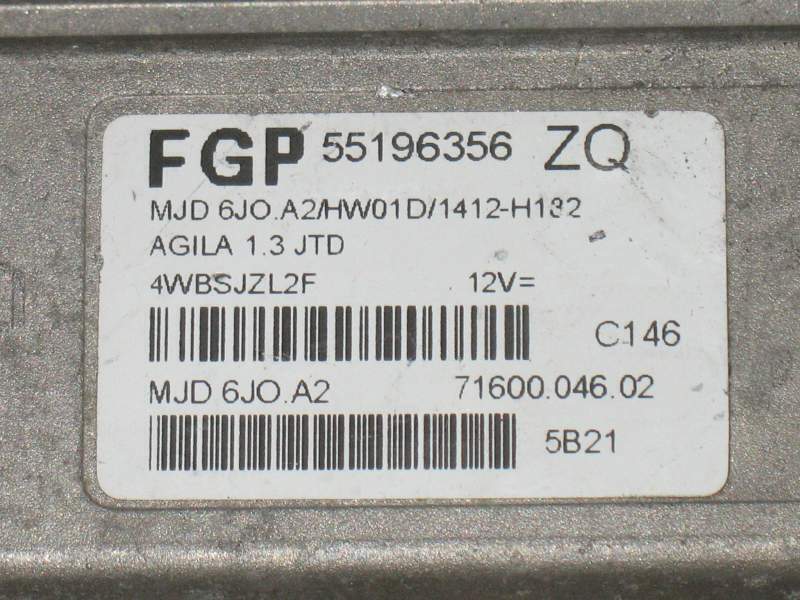 FGP 55196356 ZQ
MJD 6JO.A2/HW01D/1412-H182
AGILA 1.3 JTD
4WBSJZL2F 12V=
C146
MJD 6JO.A2 71600.046.02
5B21